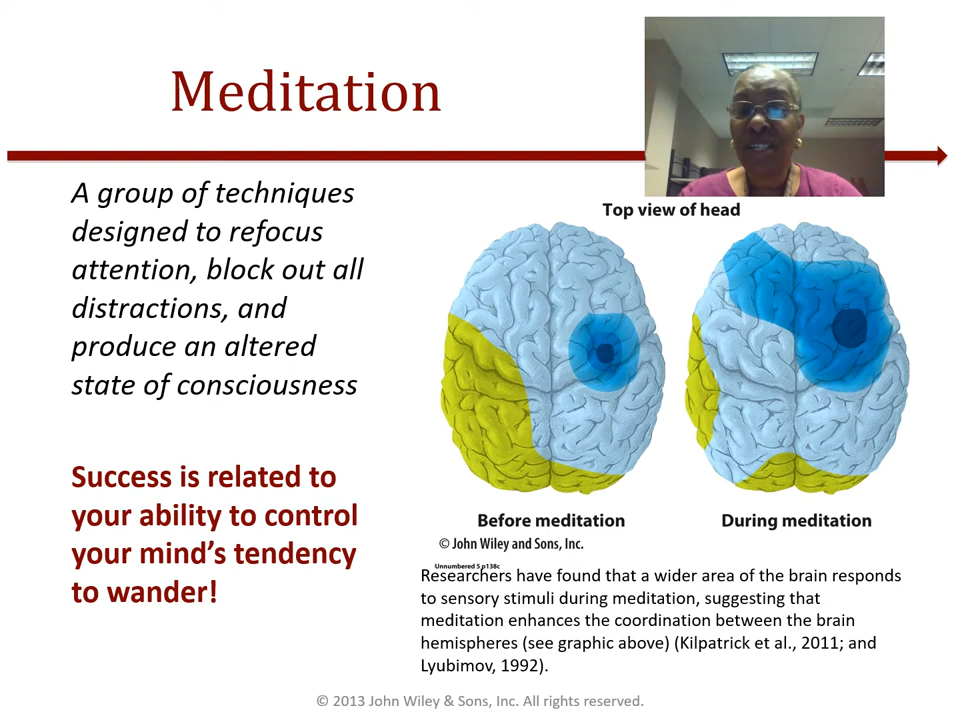 Meditation
A group of techniques
designed to refocus
attention, block out all
distractions, and
produce an altered
state of consciousness
Success is related to
your ability to control
your mind's tendency
to wander!
Top view of head
Before meditation
During meditation
© John Wiley and Sons, Inc.
Unnumbered 5 p138c
Researchers have found that a wider area of the brain responds
to sensory stimuli during meditation, suggesting that
meditation enhances the coordination between the brain
hemispheres (see graphic above) (Kilpatrick et al., 2011; and
Lyubimov, 1992).
© 2013 John Wiley & Sons, Inc. All rights reserved.